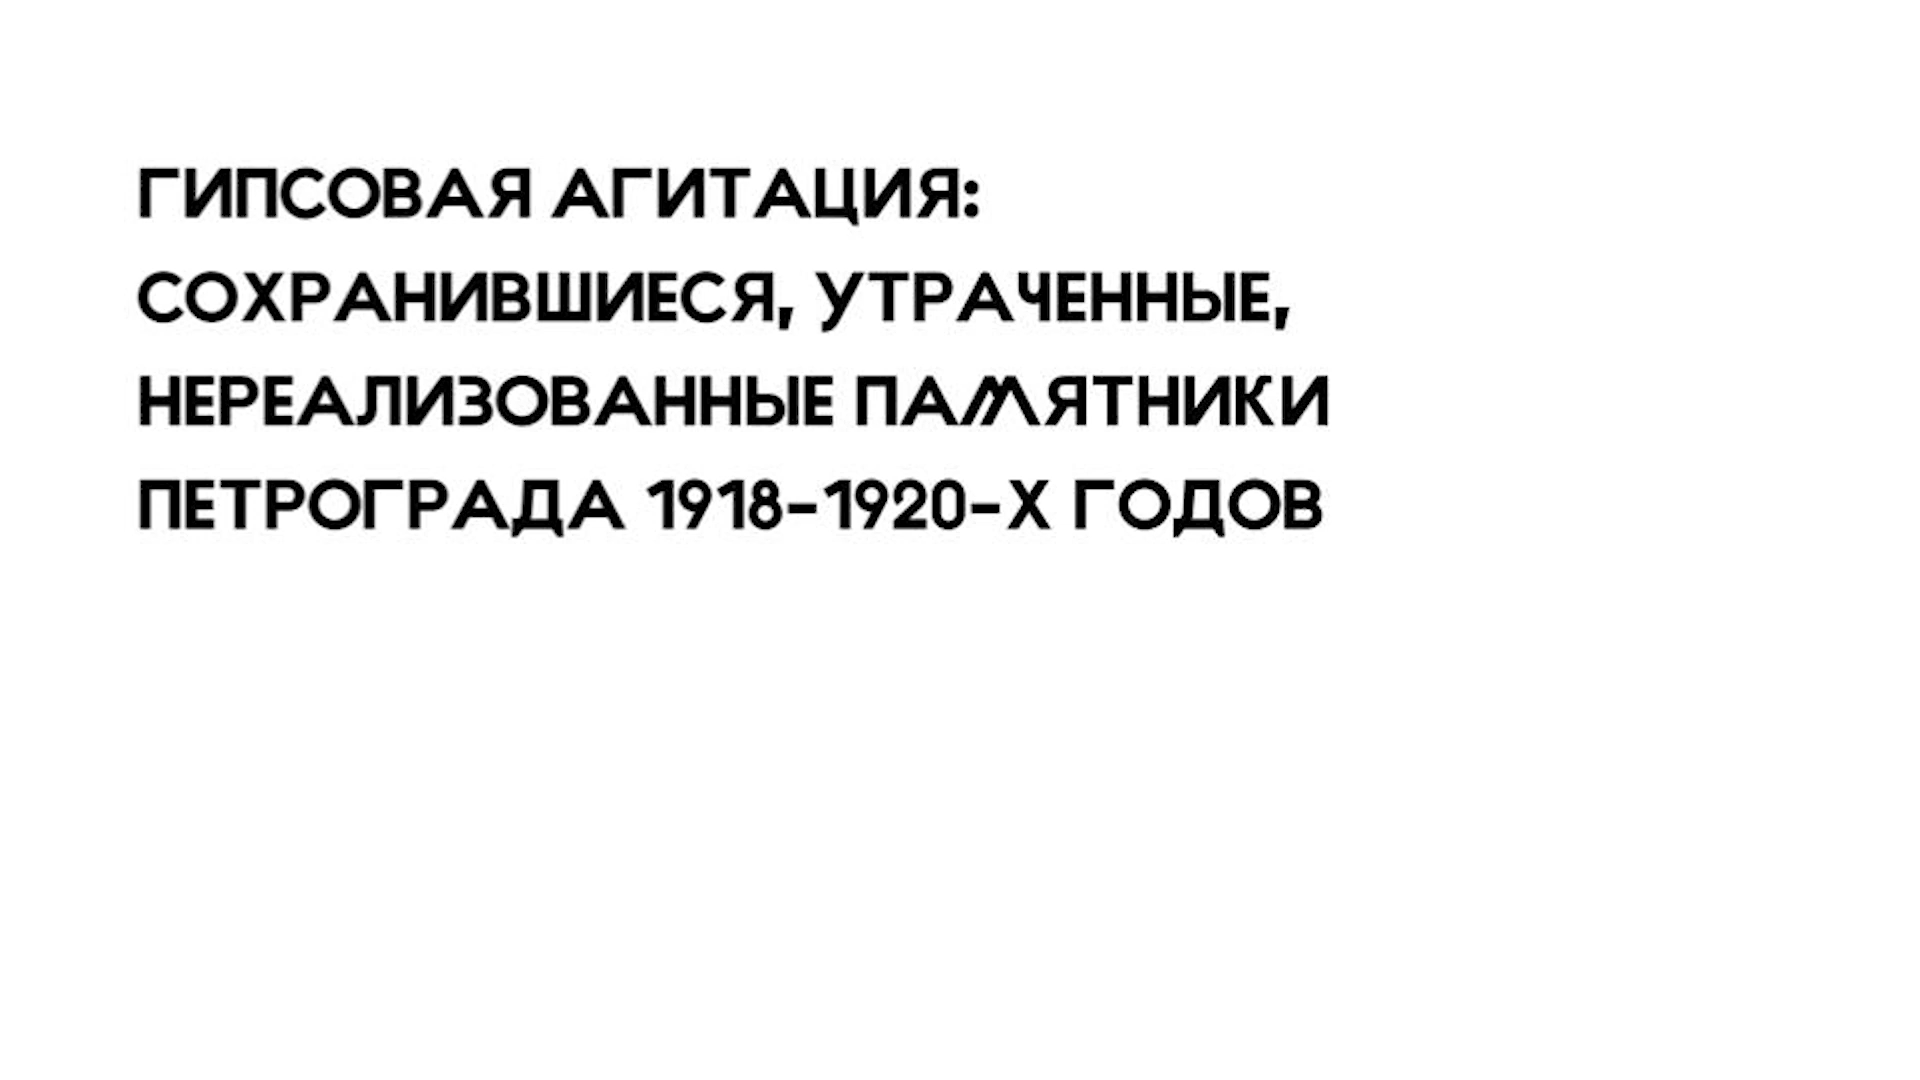 ГИПСОВАЯ АГИТАЦИЯ:
СОХРАНИВШИЕСЯ, УТРАЧЕННЫЕ,
НЕРЕАЛИЗОВАННЫЕ ПАМЯТНИКИ
ПЕТРОГРАДА 1918-1920-Х ГОДОВ